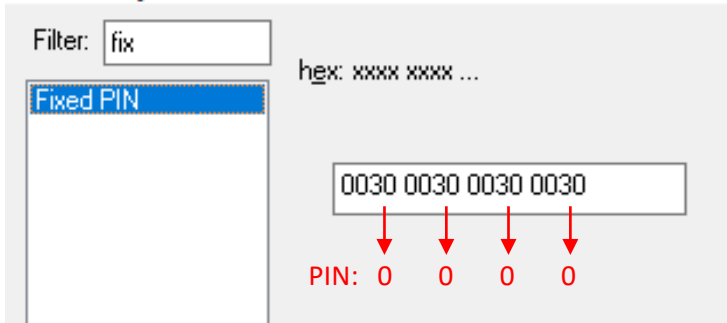 Filter: fix
hex: xxxx xxxx ...
Fixed PIN
0030 0030 0030 0030
PIN: 0 0 0 0